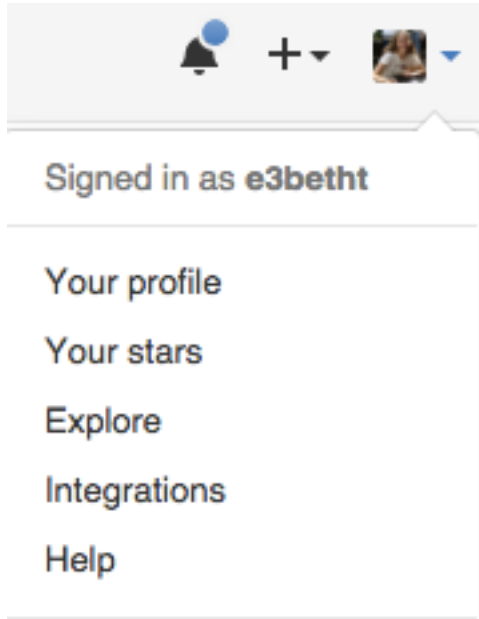 Signed in as e3betht
Your profile
Your stars
Explore
Integrations
Help